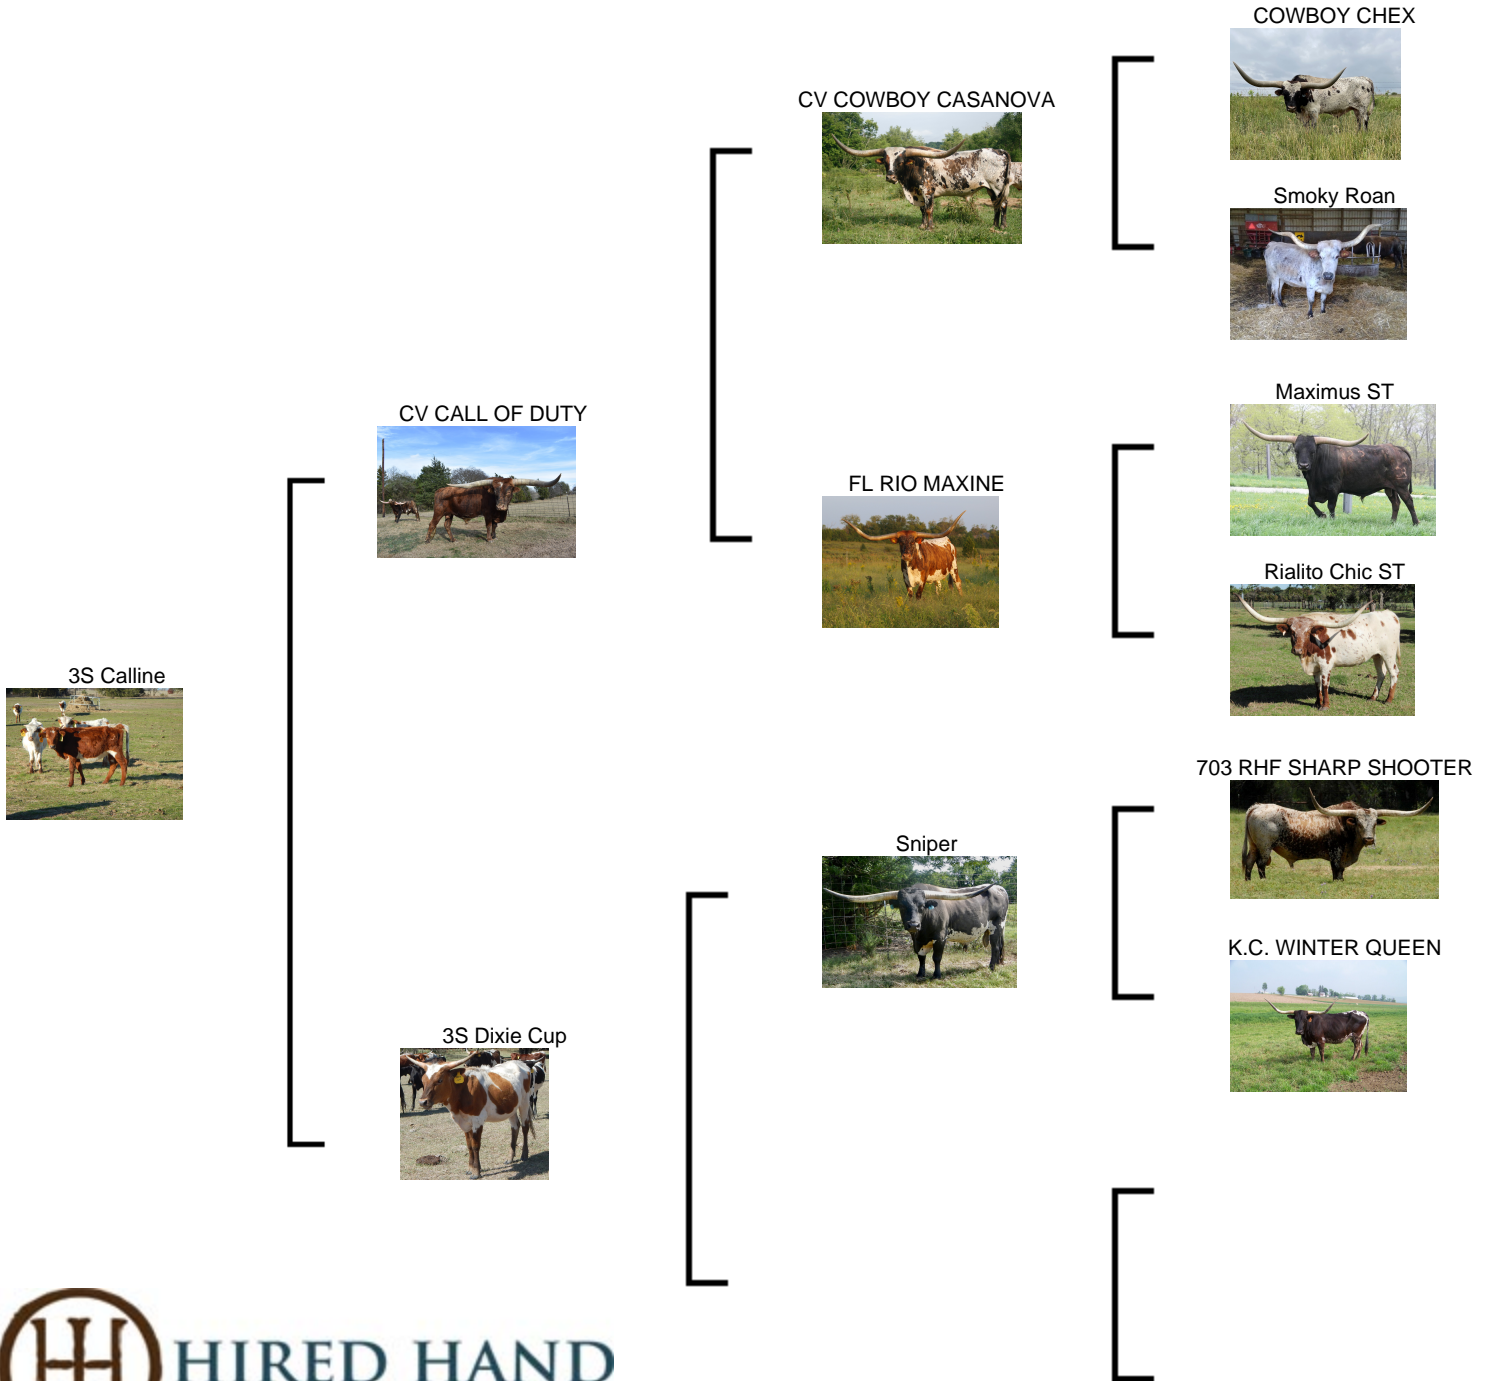 COWBOY CHEX
CV COWBOY CASANOVA
Smoky Roan
CV CALL OF DUTY
Maximus ST
FL RIO MAXINE
Rialito Chic ST
3S Calline
703 RHF SHARP SHOOTER
Sniper
K.C. WINTER QUEEN
3S Dixie Cup
HIRED HAND